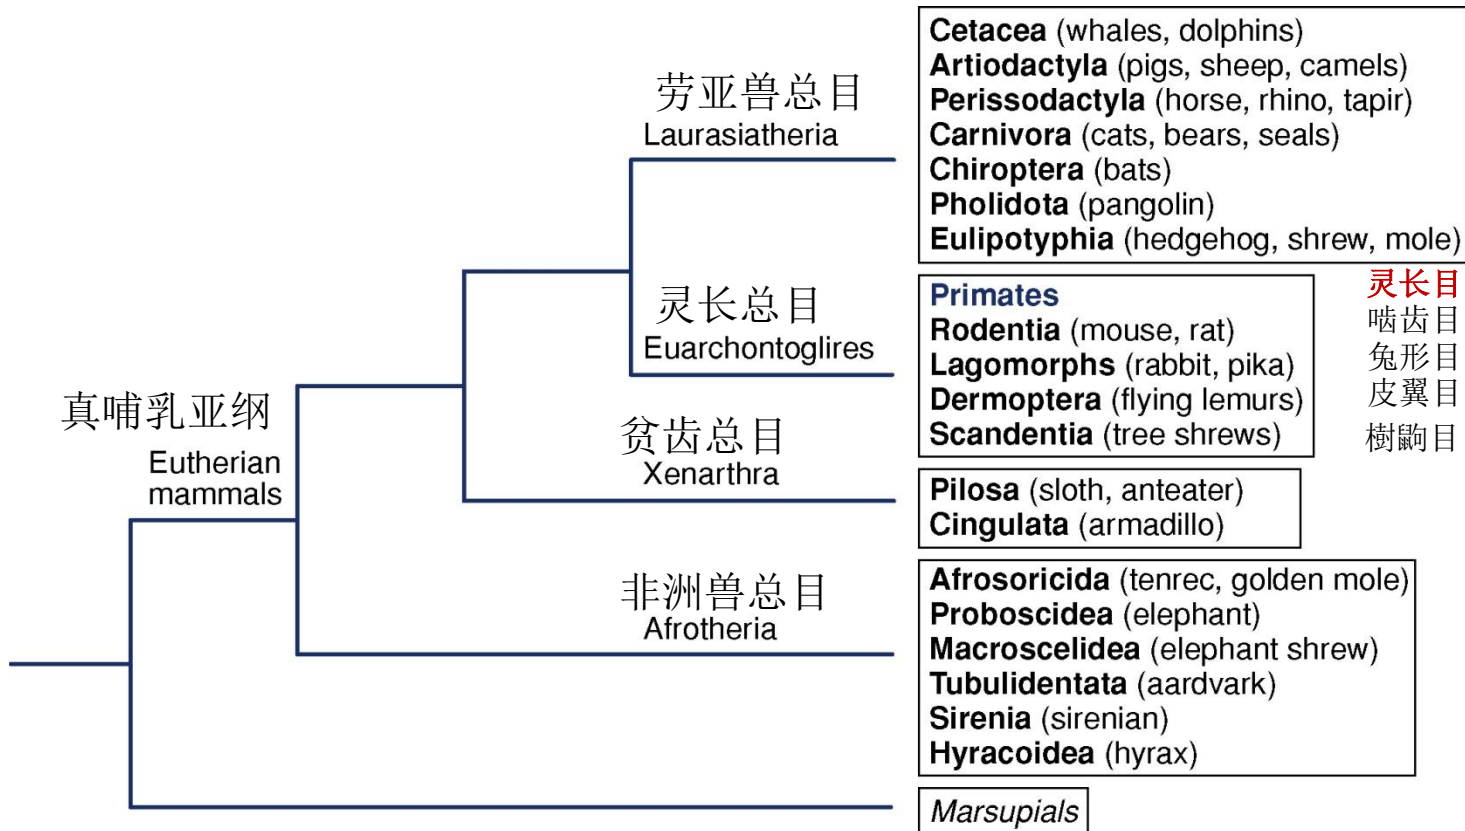 Cetacea (whales, dolphins)
Artiodactyla (pigs, sheep, camels)
Perissodactyla (horse, rhino, tapir)
Carnivora (cats, bears, seals)
Chiroptera (bats)
Pholidota (pangolin)
Eulipotyphia (hedgehog, shrew, mole)
劳亚兽总目
Laurasiatheria
Primates
Rodentia (mouse, rat)
Lagomorphs (rabbit, pika)
Dermoptera (flying lemurs)
Scandentia (tree shrews)
灵长目
啮齿目
兔形目
皮翼目
樹鼩目
灵长总目
Euarchontoglires
真哺乳亚纲
Eutherian
mammals
贫齿总目
Xenarthra
Pilosa (sloth, anteater)
Cingulata (armadillo)
非洲兽总目
Afrotheria
Afrosoricida (tenrec, golden mole)
Proboscidea (elephant)
Macroscelidea (elephant shrew)
Tubulidentata (aardvark)
Sirenia (sirenian)
Hyracoidea (hyrax)
Marsupials